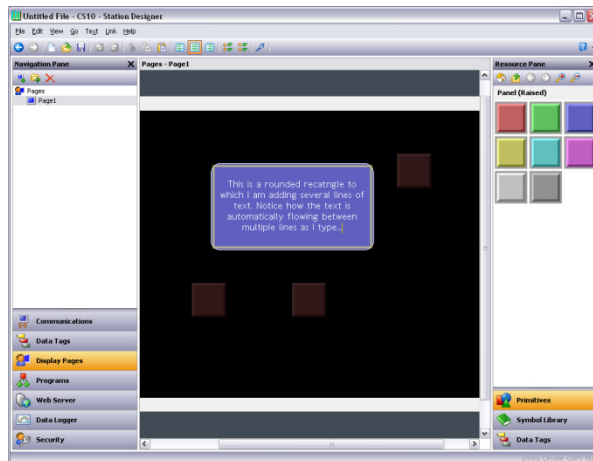 Untitled File - CS10 - Station Designer
File Edit View Go Text Link Help
Navigation Pane X
Pages
Page1
Communications
Data Tags
Display Pages
Programs
Web Server
Data Logger
Security
Pages - Page1
This is a rounded recatngle to
which I am adding several lines of
text. Notice how the text is
automatically flowing between
multiple lines as I type...
Resource Pane X
Panel (Raised)
Primitives
Symbol Library
Data Tags